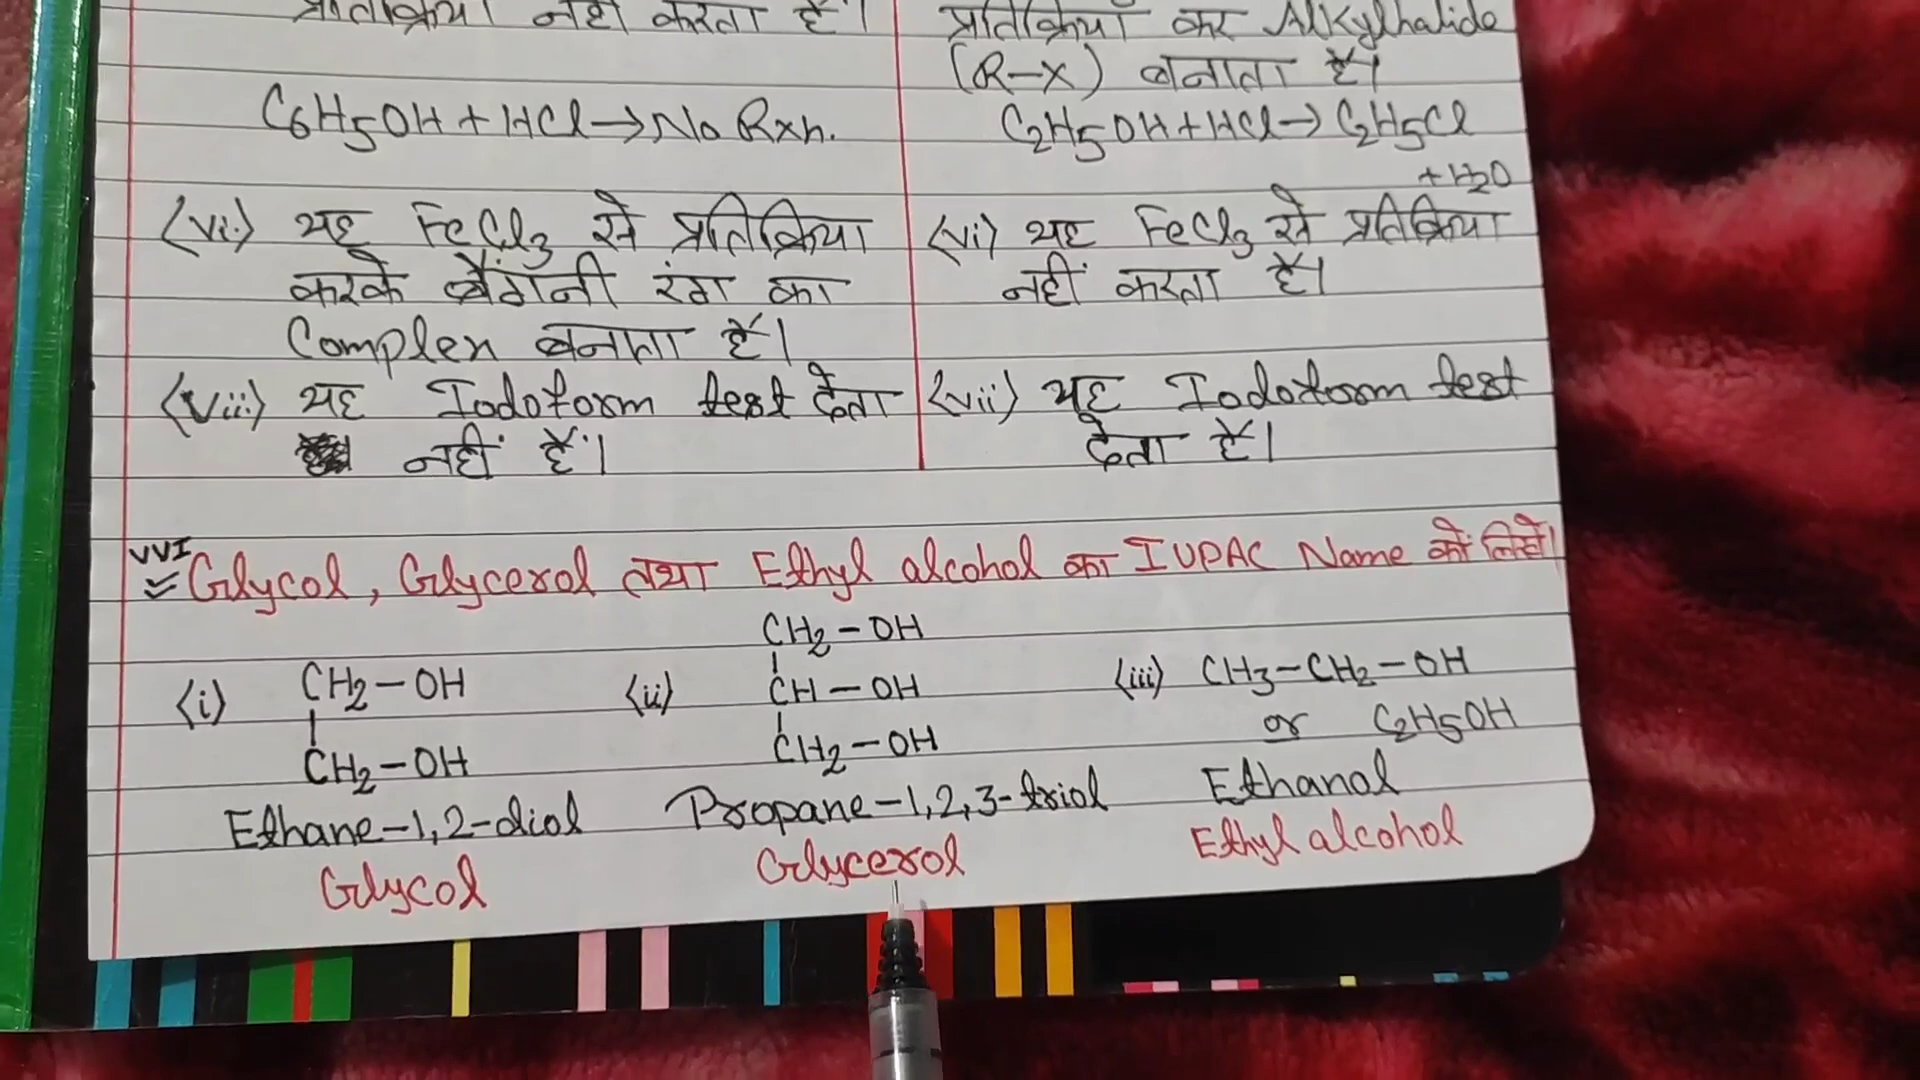 प्रतिक्रिया नहीं करता है।
C6H5OH + HCl → No Rxn.
(vi) यह FeCl3 से प्रतिक्रिया
करके बैंगनी रंग का
Complex बनाता है।
(vii) यह Iodoform test देता
नहीं है।
प्रतिक्रिया कर Alkylhalide
(R-X) बनाता है।
C2H5OH + HCl → C2H5Cl
+ H2O
(vi) यह FeCl3 से प्रतिक्रिया
नहीं करता है।
(vii) यह Iodoform test
देता है।
VVI
Glycol, Glycerol तथा Ethyl alcohol का IUPAC Name को लिखें।
(i) CH2-OH
|
CH2-OH
Ethane-1,2-diol
Glycol
(ii) CH2-OH
|
CH-OH
|
CH2-OH
Propane-1,2,3-triol
Glycerol
(iii) CH3-CH2-OH
or C2H5OH
Ethanol
Ethyl alcohol